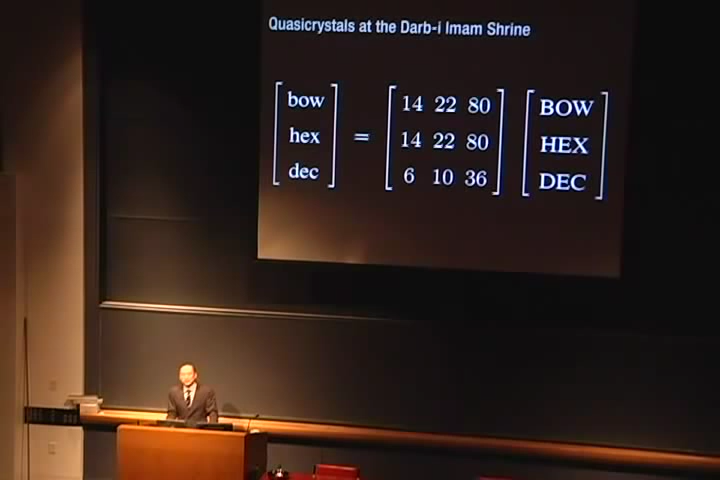 Quasicrystals at the Darb-i Imam Shrine
bow 14 22 80 BOW
hex = 14 22 80 HEX
dec 6 10 36 DEC